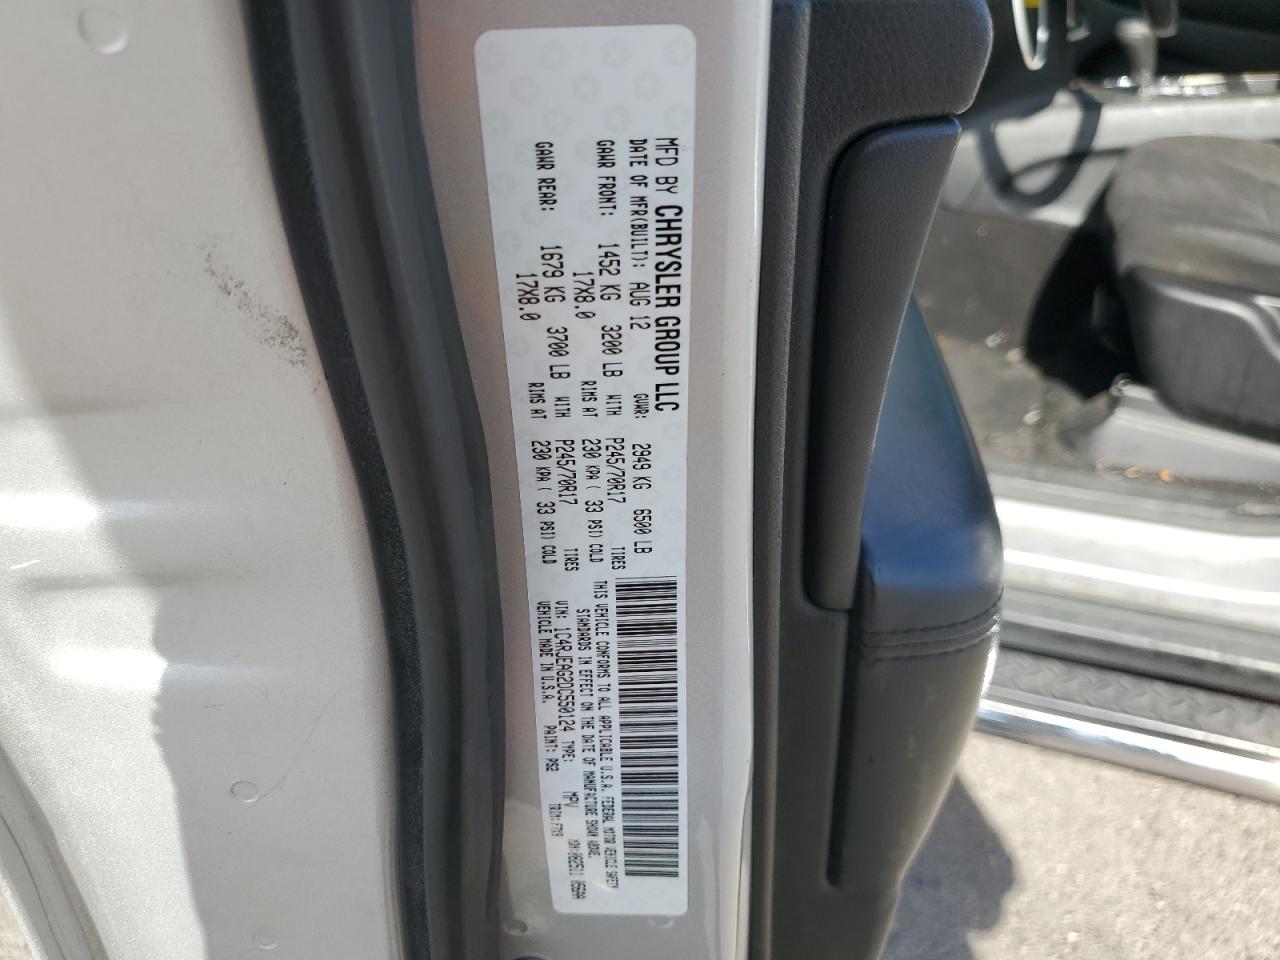 MFD BY CHRYSLER GROUP LLC
DATE OF MFR(BUILT): AUG 12 GVWR: 2949 KG 6500 LB
GAWR FRONT: 1452 KG 3200 LB WITH P245/70R17 TIRES
17X8.0 RIMS AT 230 KPA ( 33 PSI) COLD
GAWR REAR: 1679 KG 3700 LB WITH P245/70R17 TIRES
17X8.0 RIMS AT 230 KPA ( 33 PSI) COLD
THIS VEHICLE CONFORMS TO ALL APPLICABLE U.S.A. FEDERAL MOTOR VEHICLE SAFETY
STANDARDS IN EFFECT ON THE DATE OF MANUFACTURE SHOWN ABOVE.
VIN: 1C4RJEAG2DC550124 TYPE: MPV
VEHICLE MADE IN U.S.A. PAINT: PS2